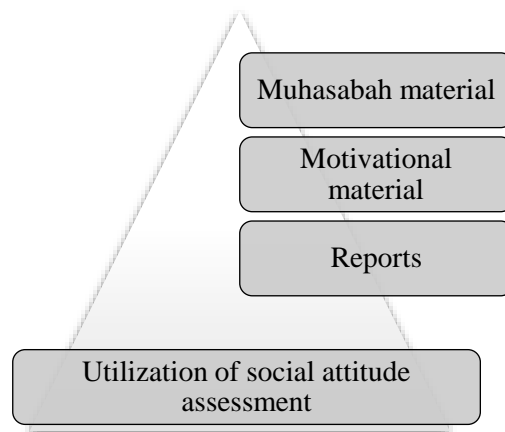 Muhasabah material
Motivational
material
Reports
Utilization of social attitude
assessment